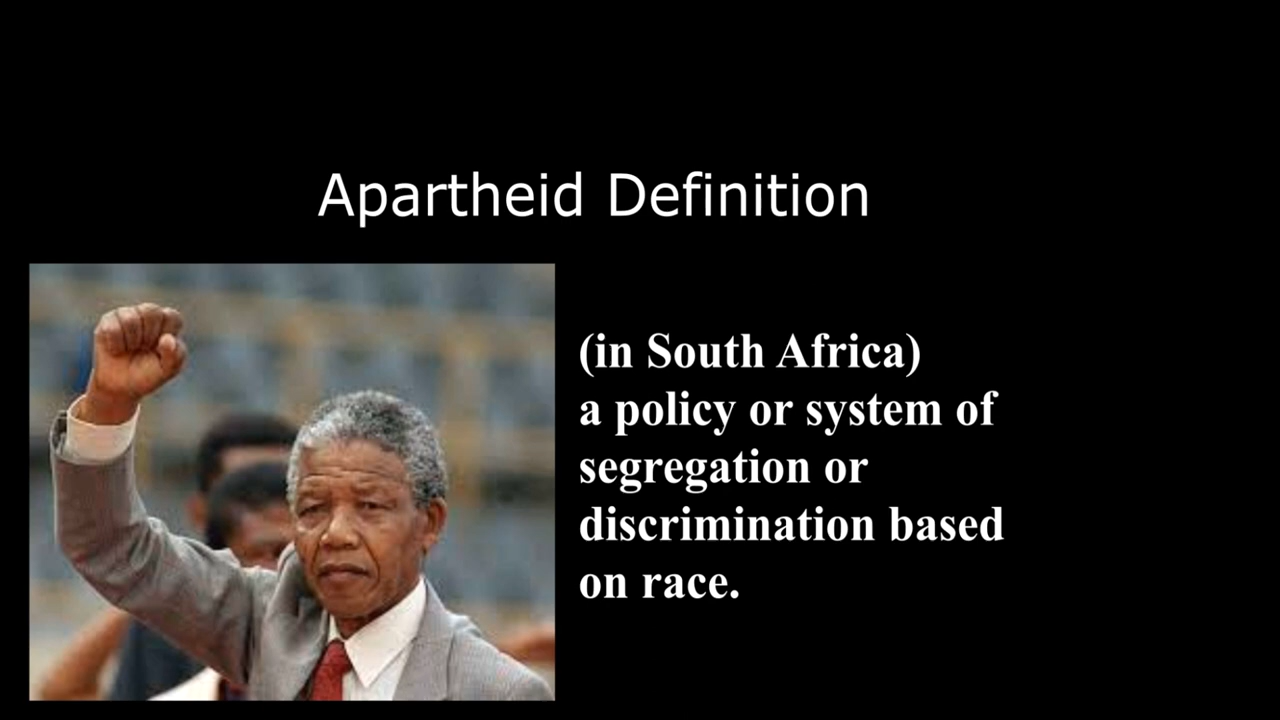 Apartheid Definition
(in South Africa)
a policy or system of
segregation or
discrimination based
on race.